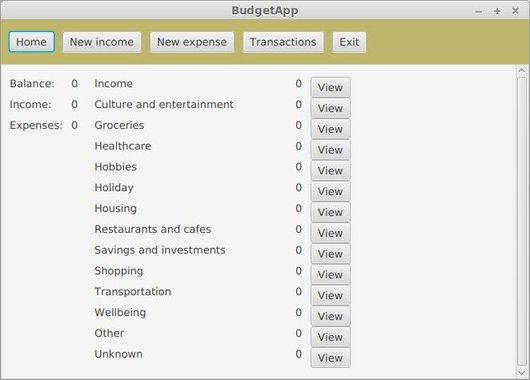 BudgetApp
Home New income New expense Transactions Exit
Balance: 0 Income 0 View
Income: 0 Culture and entertainment 0 View
Expenses: 0 Groceries 0 View
Healthcare 0 View
Hobbies 0 View
Holiday 0 View
Housing 0 View
Restaurants and cafes 0 View
Savings and investments 0 View
Shopping 0 View
Transportation 0 View
Wellbeing 0 View
Other 0 View
Unknown 0 View